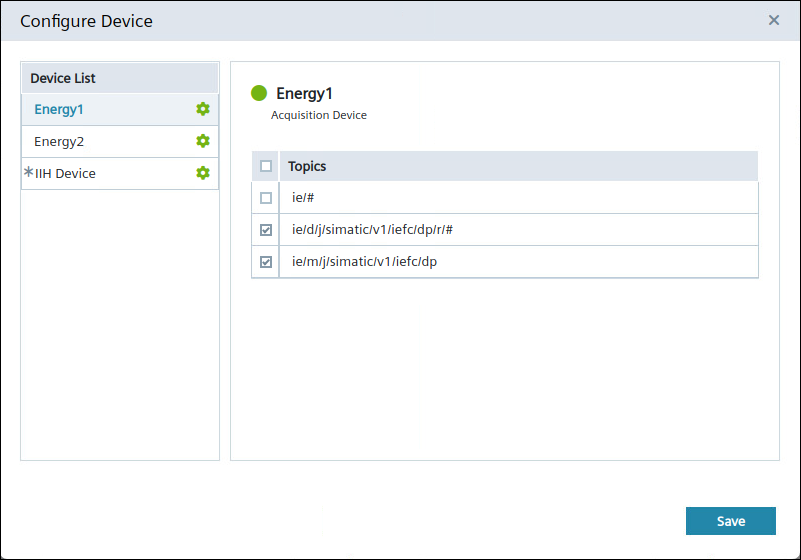 Configure Device
Device List
Energy1
Energy2
*IIH Device
Energy1
Acquisition Device
Topics
ie/#
ie/d/j/simatic/v1/iefc/dp/r/#
ie/m/j/simatic/v1/iefc/dp
Save